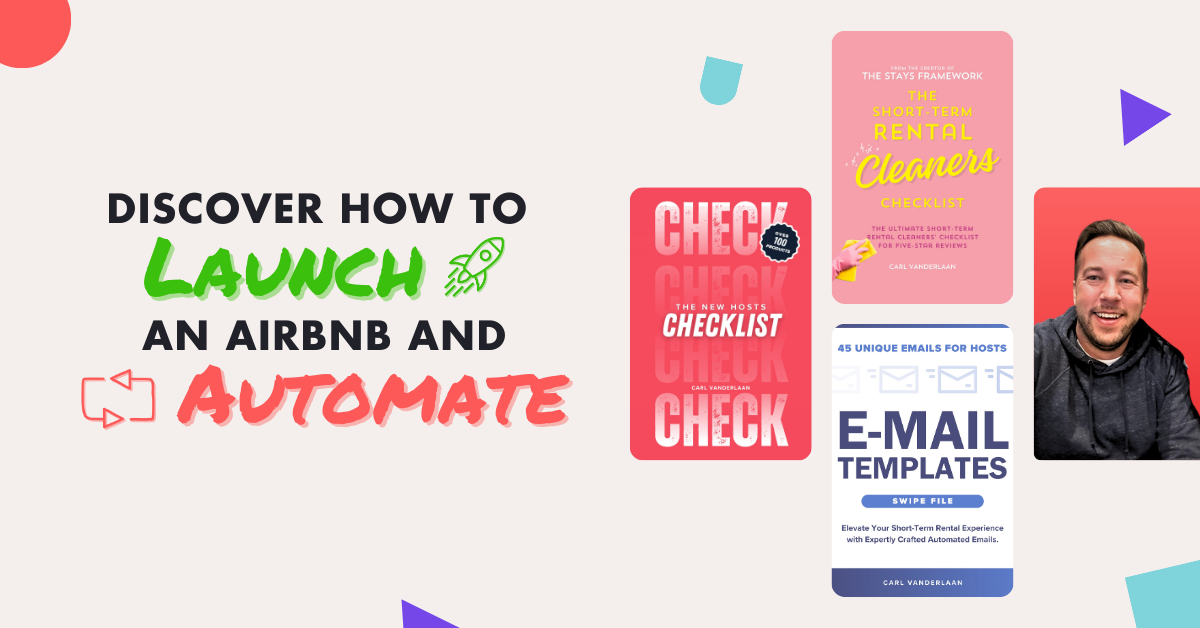 DISCOVER HOW TO
LAUNCH
AN AIRBNB AND
AUTOMATE
CHECK
OVER
100
PRODUCTS
THE NEW HOSTS
CHECKLIST
CARL VANDERLAAN
CHECK
FROM THE CREATOR OF
THE STAYS FRAMEWORK
THE
SHORT-TERM
RENTAL
Cleaners
CHECKLIST
THE ULTIMATE SHORT-TERM
RENTAL CLEANERS' CHECKLIST
FOR FIVE-STAR REVIEWS
CARL VANDERLAAN
45 UNIQUE EMAILS FOR HOSTS
E-MAIL
TEMPLATES
SWIPE FILE
Elevate Your Short-Term Rental Experience
with Expertly Crafted Automated Emails.
CARL VANDERLAAN